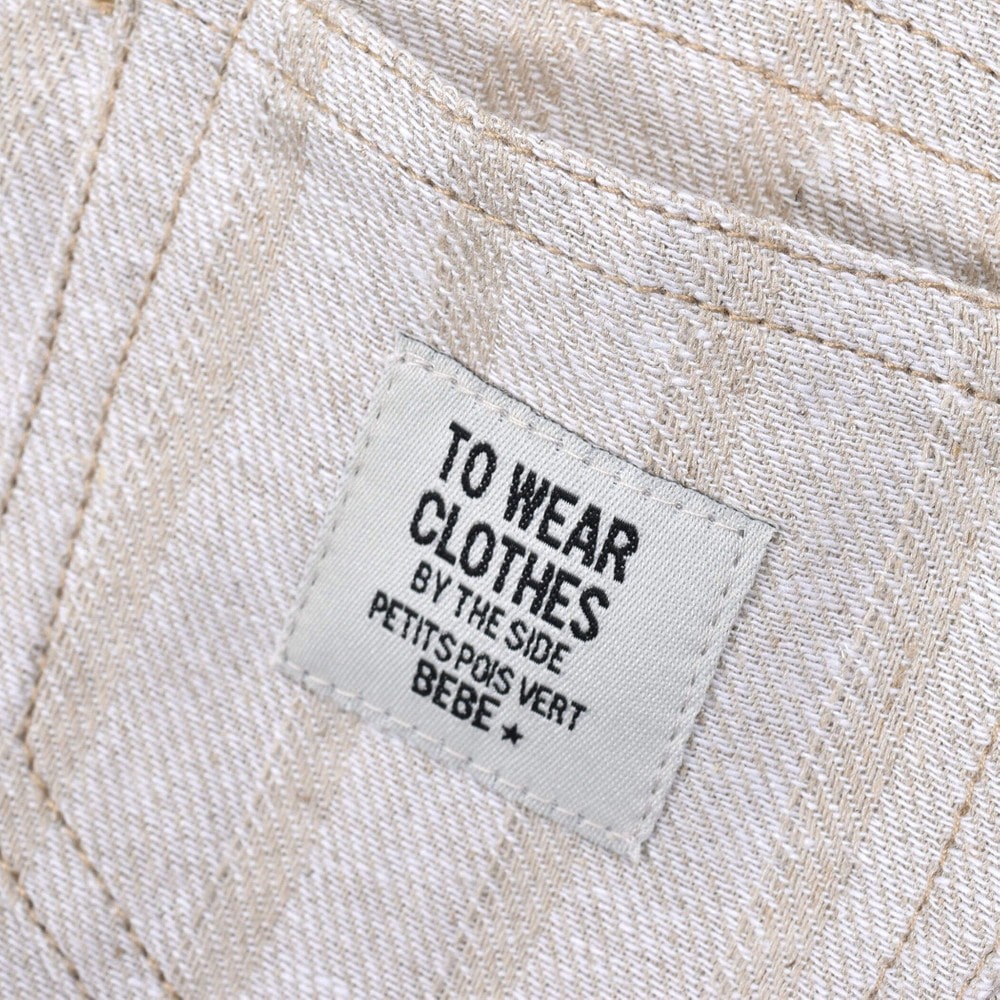 TO WEAR
CLOTHES
BY THE SIDE
PETITS POIS VERT
BEBE ★